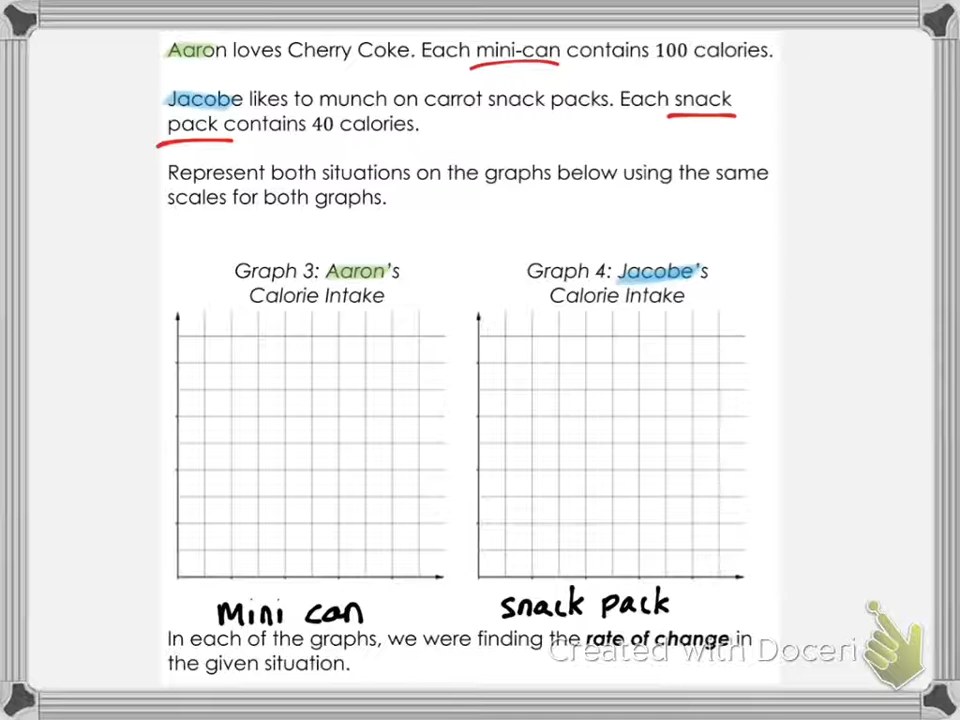 Aaron loves Cherry Coke. Each mini-can contains 100 calories.
Jacobe likes to munch on carrot snack packs. Each snack
pack contains 40 calories.
Represent both situations on the graphs below using the same
scales for both graphs.
Graph 3: Aaron's
Calorie Intake
Graph 4: Jacobe's
Calorie Intake
Mini can
snack pack
In each of the graphs, we were finding the rate of change in
the given situation.
Created with Doceri